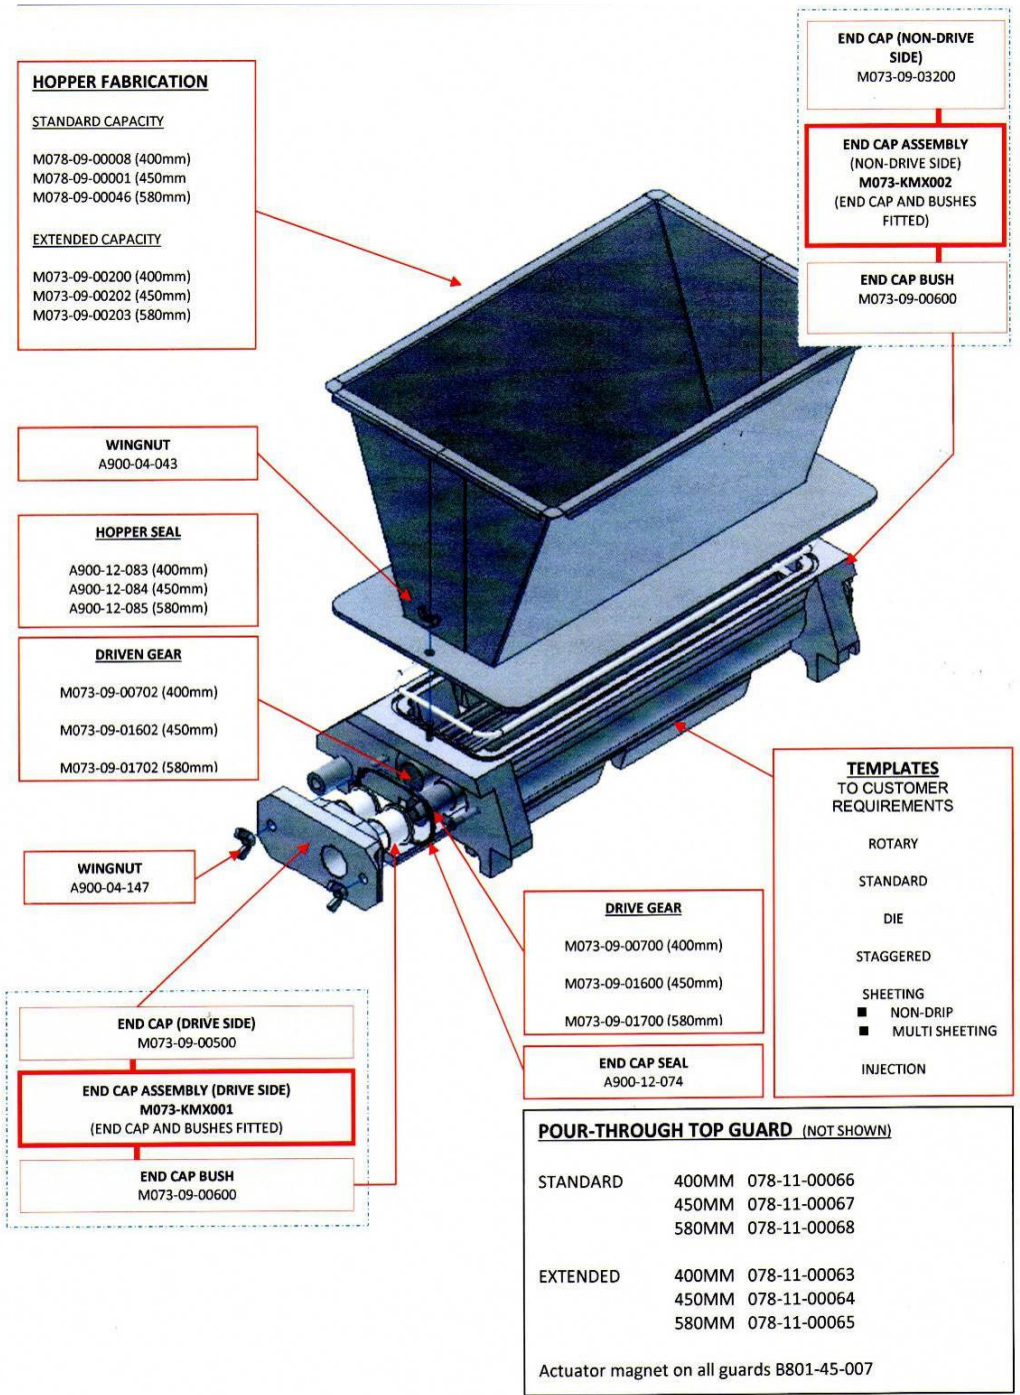 HOPPER FABRICATION
STANDARD CAPACITY
M078-09-00008 (400mm)
M078-09-00001 (450mm
M078-09-00046 (580mm)
EXTENDED CAPACITY
M073-09-00200 (400mm)
M073-09-00202 (450mm)
M073-09-00203 (580mm)
END CAP (NON-DRIVE
SIDE)
M073-09-03200
END CAP ASSEMBLY
(NON-DRIVE SIDE)
M073-KMX002
(END CAP AND BUSHES
FITTED)
END CAP BUSH
M073-09-00600
WINGNUT
A900-04-043
HOPPER SEAL
A900-12-083 (400mm)
A900-12-084 (450mm)
A900-12-085 (580mm)
DRIVEN GEAR
M073-09-00702 (400mm)
M073-09-01602 (450mm)
M073-09-01702 (580mm)
WINGNUT
A900-04-147
END CAP (DRIVE SIDE)
M073-09-00500
END CAP ASSEMBLY (DRIVE SIDE)
M073-KMX001
(END CAP AND BUSHES FITTED)
END CAP BUSH
M073-09-00600
DRIVE GEAR
M073-09-00700 (400mm)
M073-09-01600 (450mm)
M073-09-01700 (580mm)
END CAP SEAL
A900-12-074
TEMPLATES
TO CUSTOMER
REQUIREMENTS
ROTARY
STANDARD
DIE
STAGGERED
SHEETING
■ NON-DRIP
■ MULTI SHEETING
INJECTION
POUR-THROUGH TOP GUARD (NOT SHOWN)
STANDARD 400MM 078-11-00066
450MM 078-11-00067
580MM 078-11-00068
EXTENDED 400MM 078-11-00063
450MM 078-11-00064
580MM 078-11-00065
Actuator magnet on all guards B801-45-007